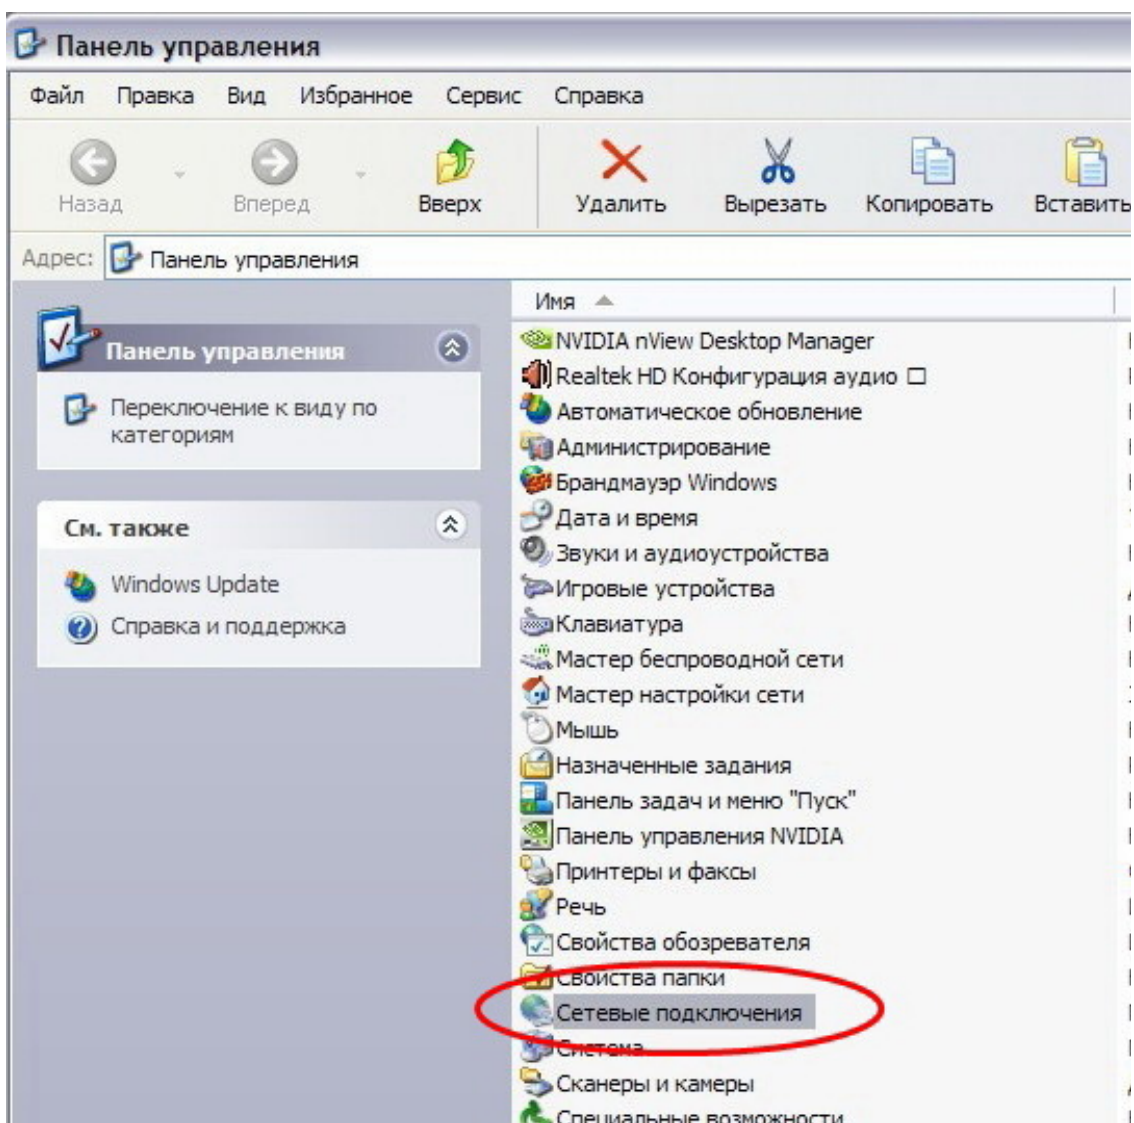 Панель управления
Файл Правка Вид Избранное Сервис Справка
Назад Вперед Вверх Удалить Вырезать Копировать Вставить
Адрес: Панель управления
Имя
Панель управления
Переключение к виду по
категориям
См. также
Windows Update
Справка и поддержка
NVIDIA nView Desktop Manager
Realtek HD Конфигурация аудио □
Автоматическое обновление
Администрирование
Брандмауэр Windows
Дата и время
Звуки и аудиоустройства
Игровые устройства
Клавиатура
Мастер беспроводной сети
Мастер настройки сети
Мышь
Назначенные задания
Панель задач и меню "Пуск"
Панель управления NVIDIA
Принтеры и факсы
Речь
Свойства обозревателя
Свойства папки
Сетевые подключения
Система
Сканеры и камеры
Специальные возможности